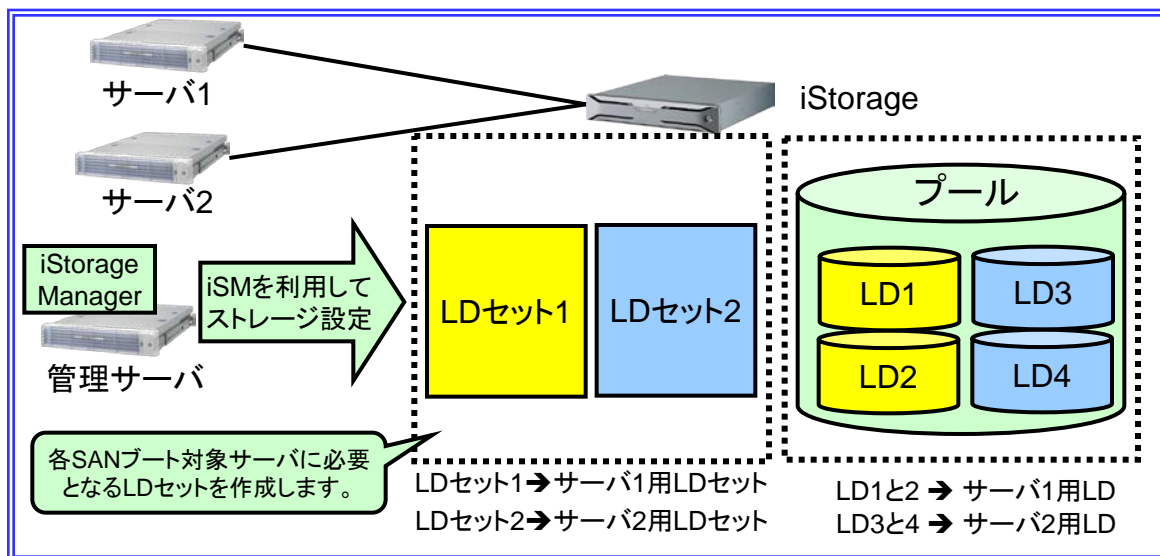 サーバ1
iStorage
サーバ2
プール
iStorage
Manager
iSMを利用して
ストレージ設定
LDセット1
LDセット2
LD1
LD3
LD2
LD4
管理サーバ
各SANブート対象サーバに必要
となるLDセットを作成します。
LDセット1➔サーバ1用LDセット
LDセット2➔サーバ2用LDセット
LD1と2 ➔ サーバ1用LD
LD3と4 ➔ サーバ2用LD